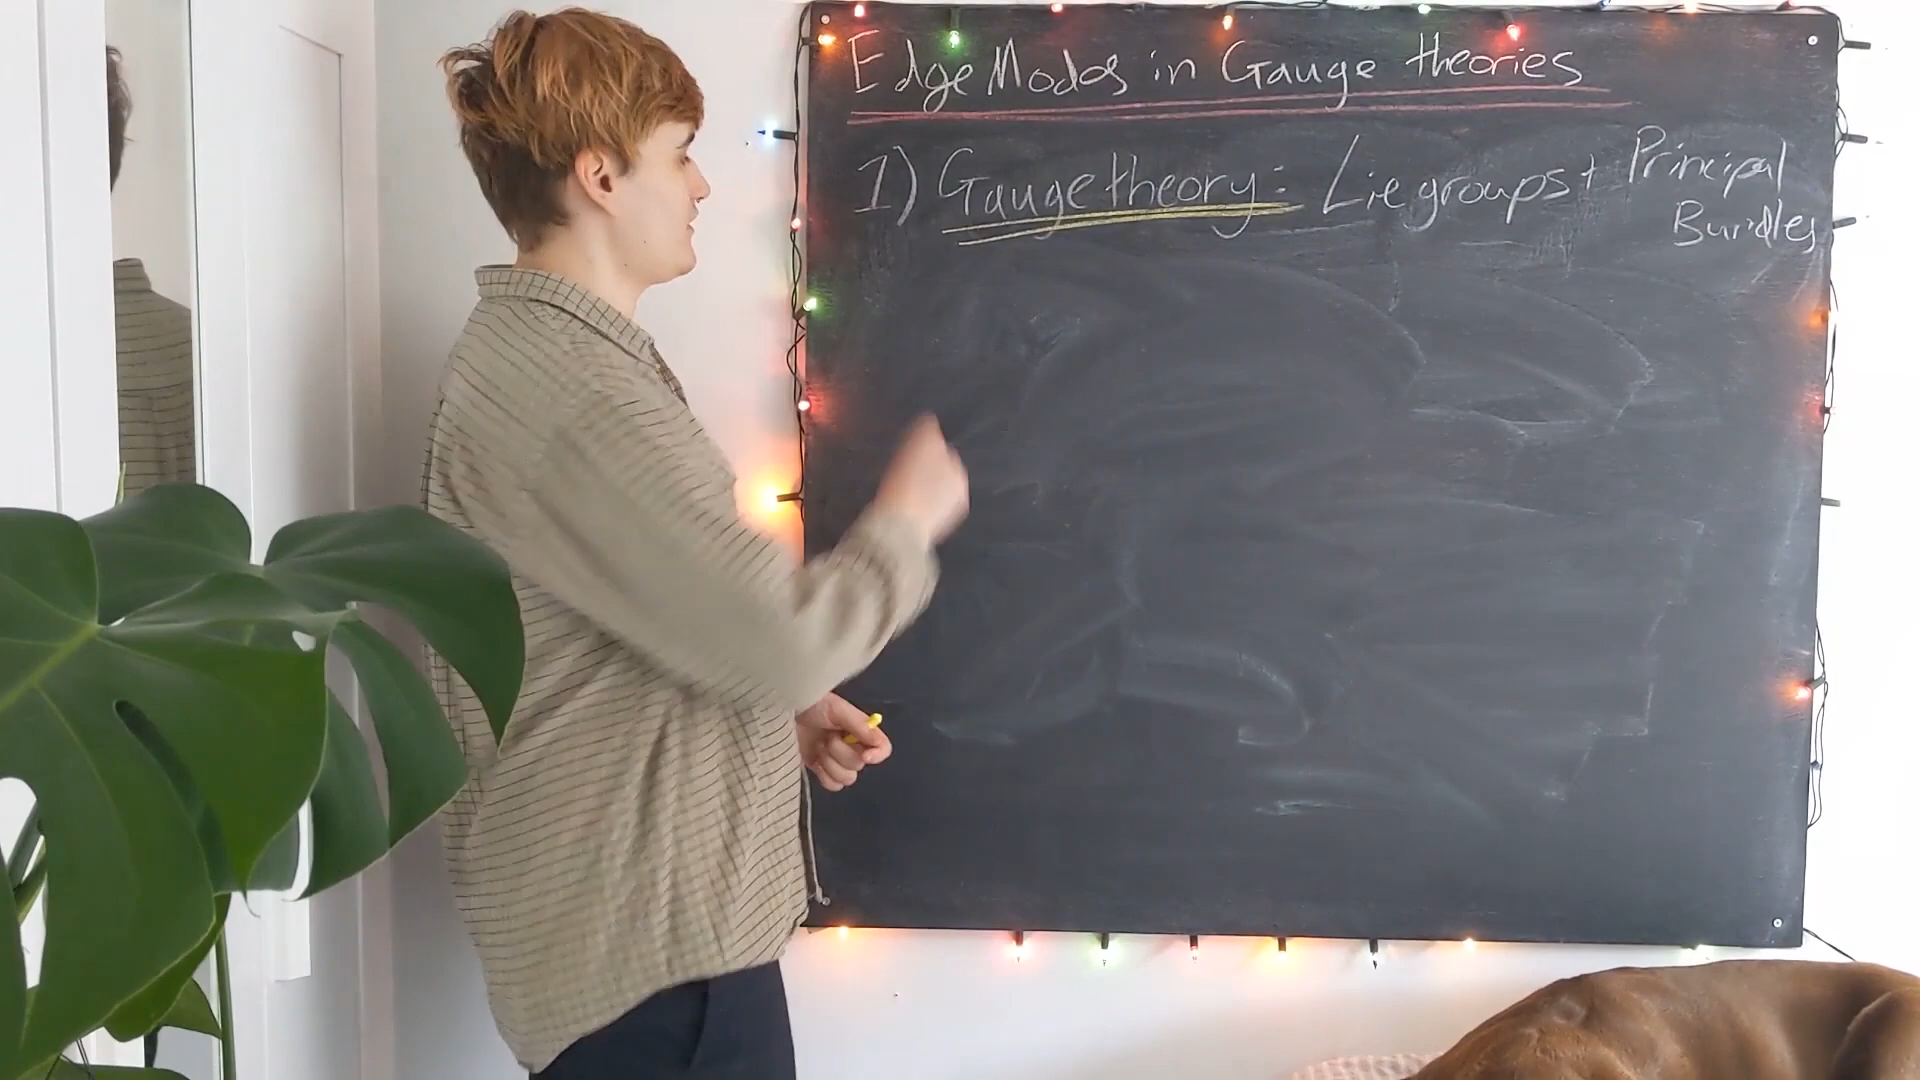 Edge Modes in Gauge theories
1) Gauge theory: Lie groups + Principal
Bundles